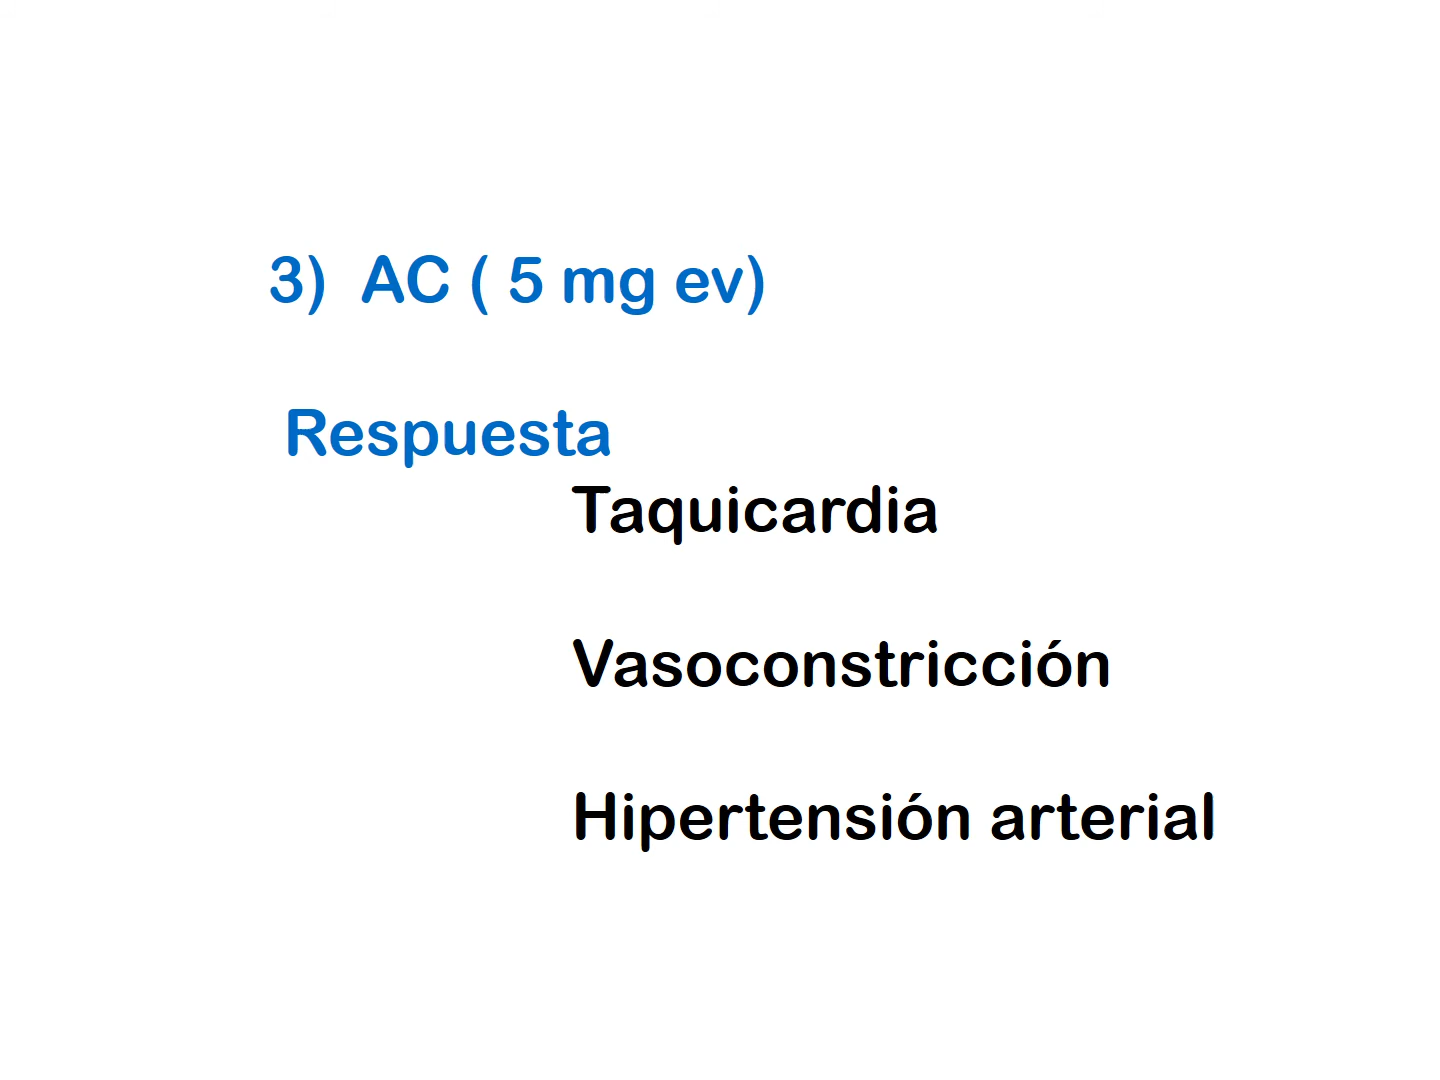 3) AC ( 5 mg ev)
Respuesta
Taquicardia
Vasoconstricción
Hipertensión arterial